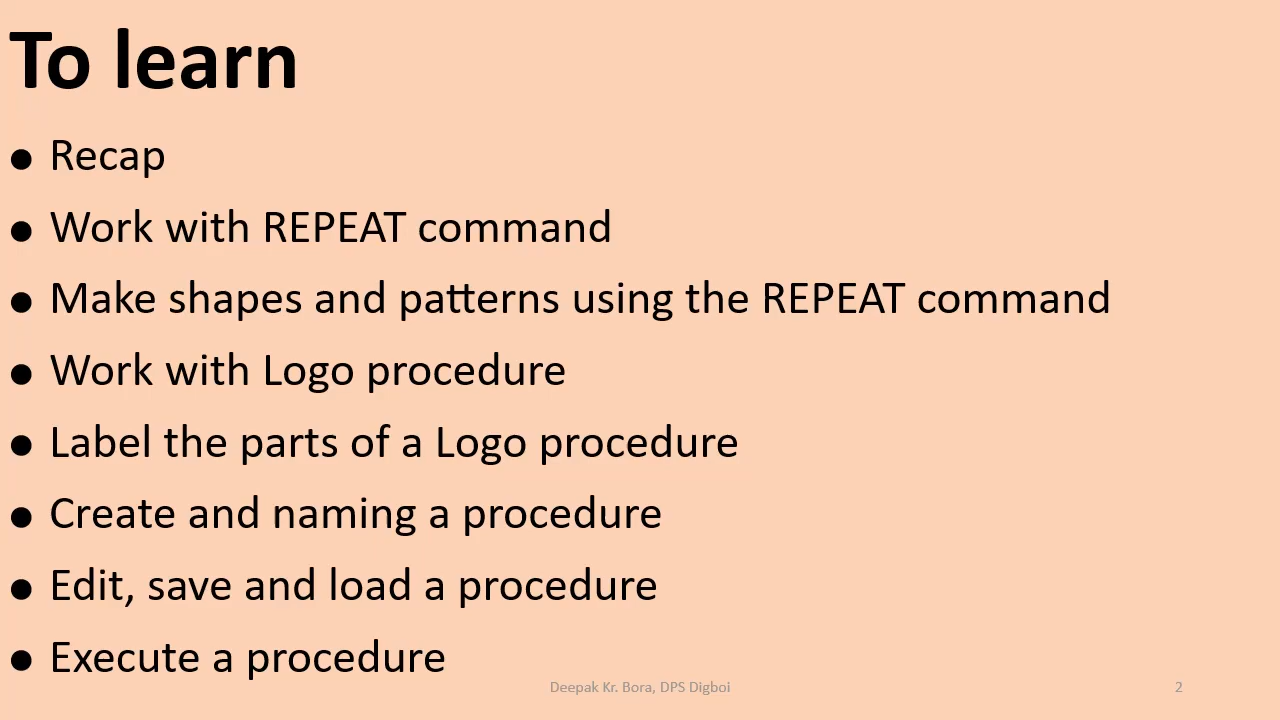 To learn
● Recap
● Work with REPEAT command
● Make shapes and patterns using the REPEAT command
● Work with Logo procedure
● Label the parts of a Logo procedure
● Create and naming a procedure
● Edit, save and load a procedure
● Execute a procedure
Deepak Kr. Bora, DPS Digboi
2